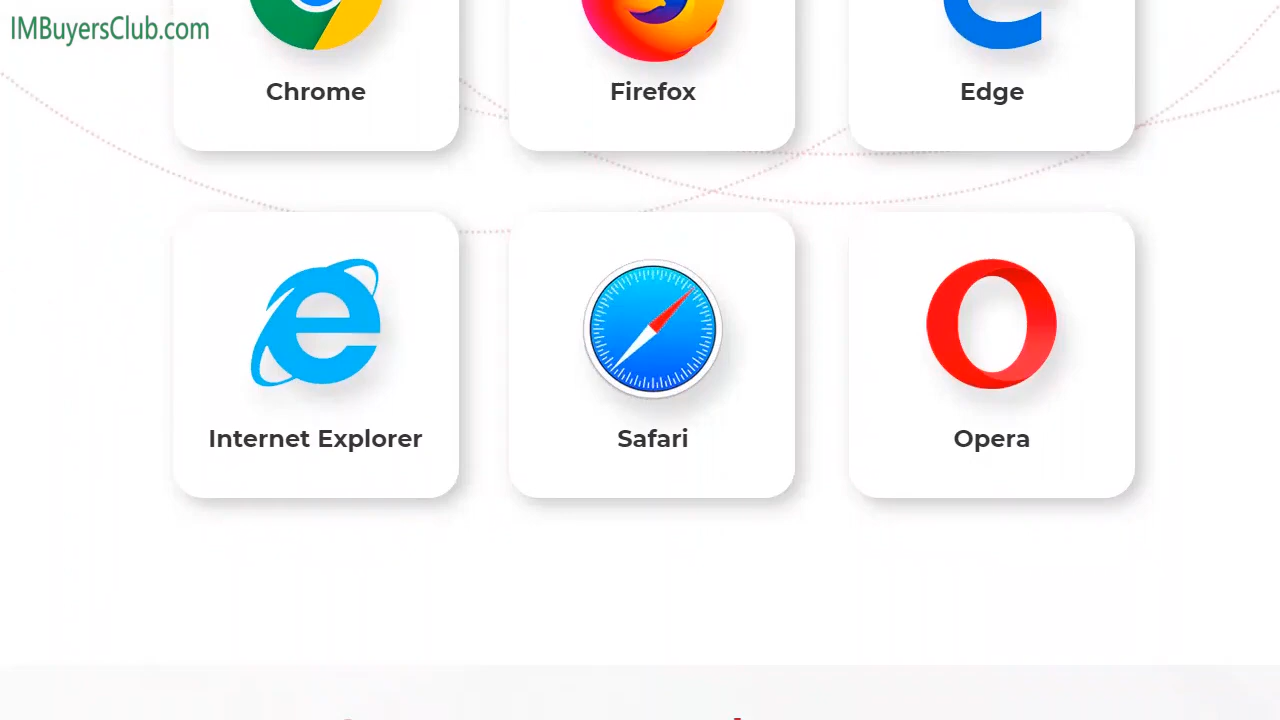 IMBuyersClub.com
Chrome
Firefox
Edge
Internet Explorer
Safari
Opera